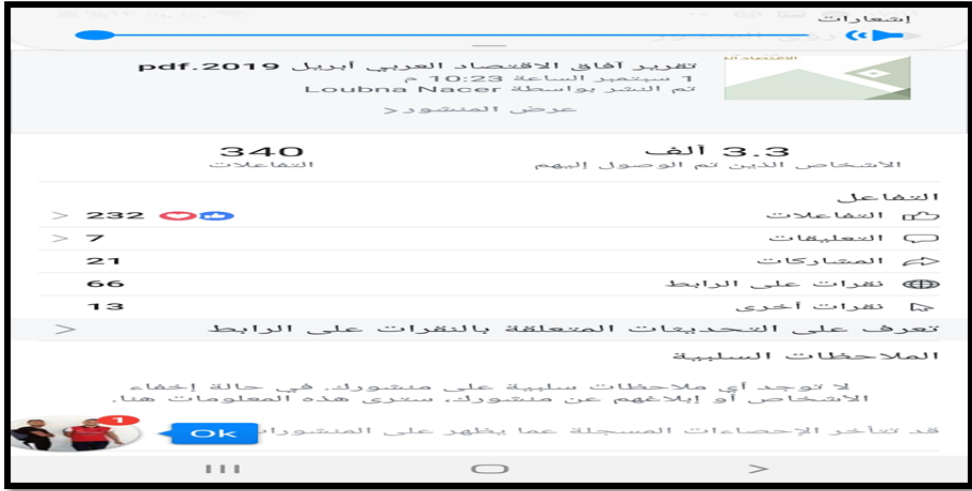 إشعارات
تقرير آفاق الاقتصاد العربي أبريل 2019.pdf
1 سبتمبر الساعة 10:23 م
تم النشر بواسطة Loubna Nacer
عرض المنشور>
3.3 ألف
الأشخاص الذين تم الوصول إليهم
340
التفاعلات
التفاعل
التفاعلات 232
التعليقات 7
المشاركات 21
نقرات على الرابط 66
نقرات أخرى 13
تعرف على التحديثات المتعلقة بالنقرات على الرابط
الملاحظات السلبية
لا توجد أي ملاحظات سلبية على منشورك. في حالة إخفاء
الأشخاص أو إبلاغهم عن منشورك، سترى هذه المعلومات هنا.
قد تتأخر الإحصاءات المسجلة عما يظهر على المنشورات
Ok
1